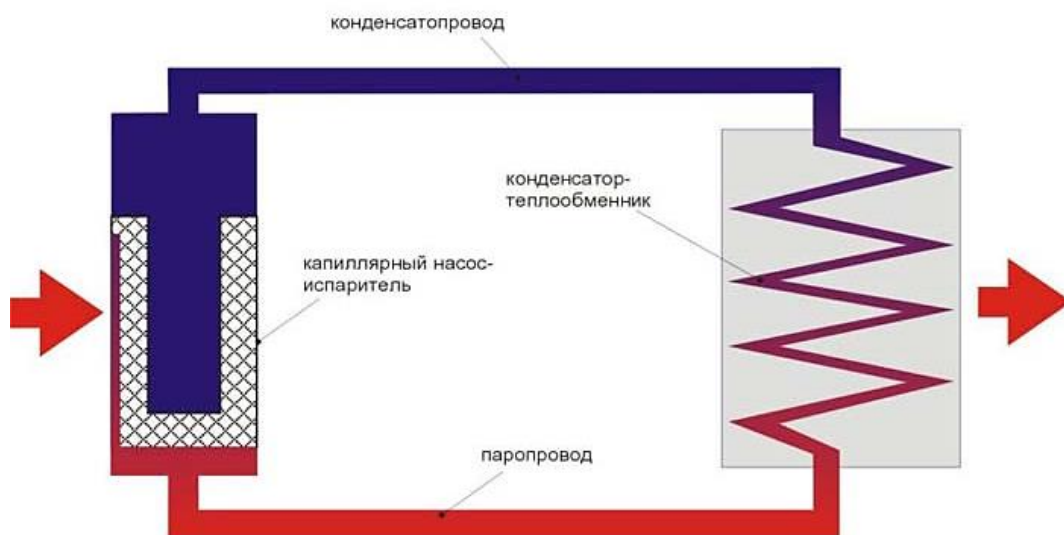 конденсатопровод
конденсатор-
теплообменник
капиллярный насос-
испаритель
паропровод